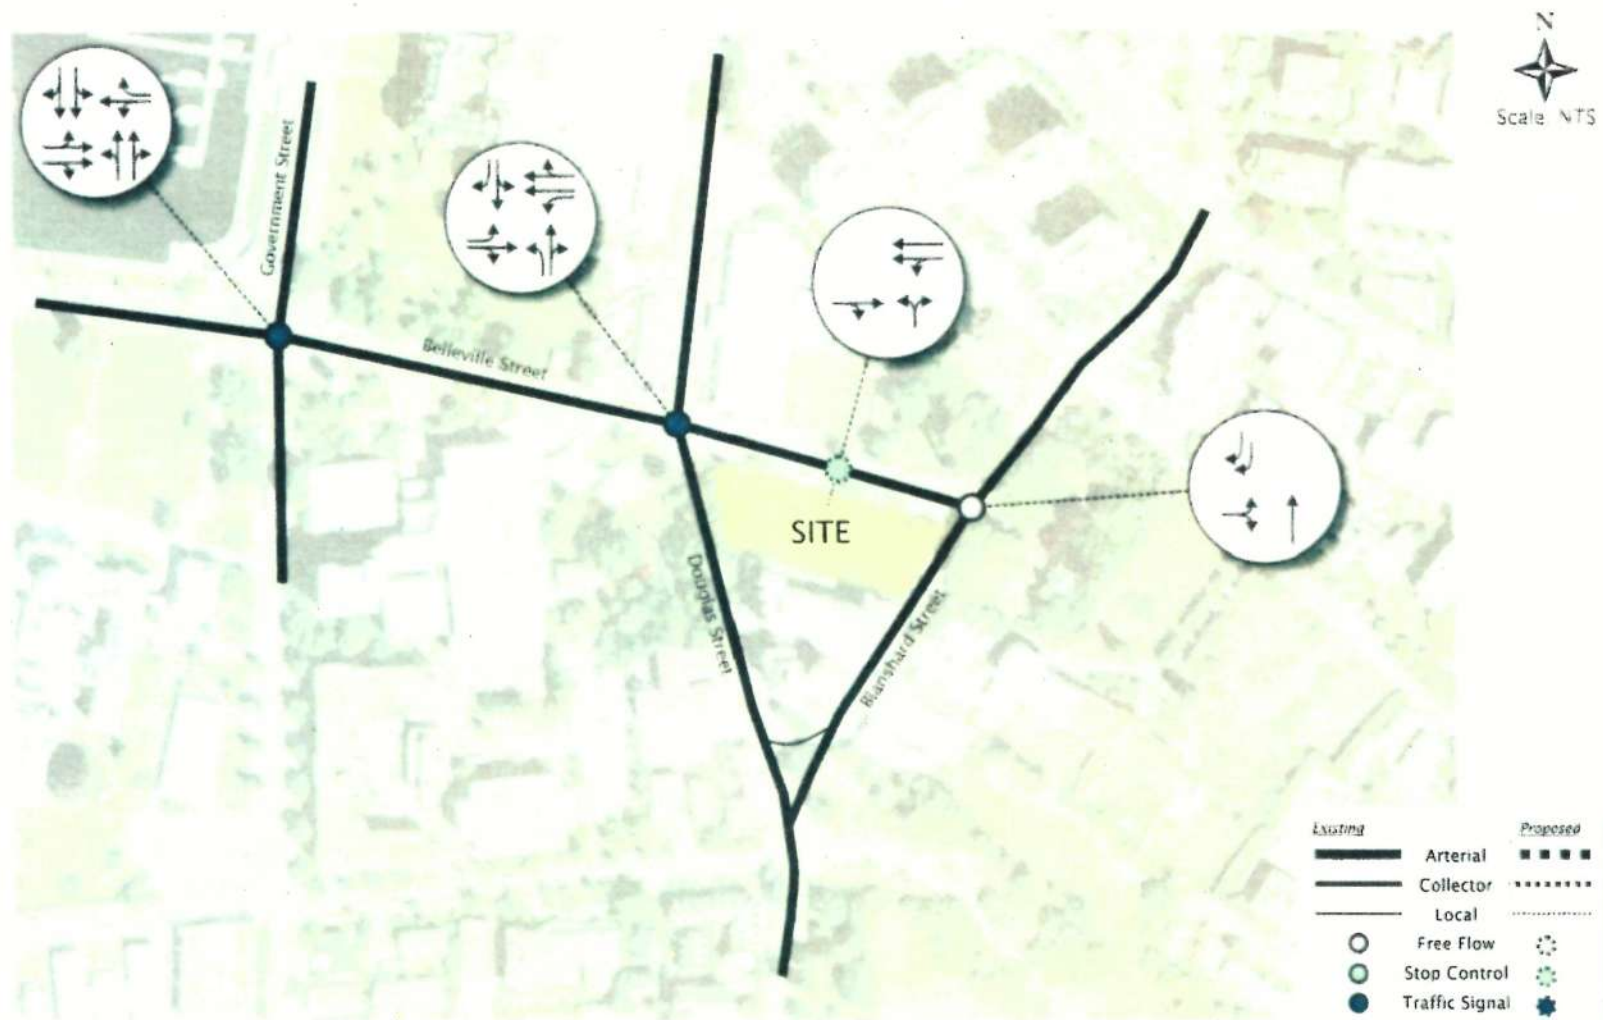 N
Scale NTS
Government Street
Belleville Street
SITE
Douglas Street
Blanshard Street
Existing
Proposed
Arterial
Collector
Local
Free Flow
Stop Control
Traffic Signal